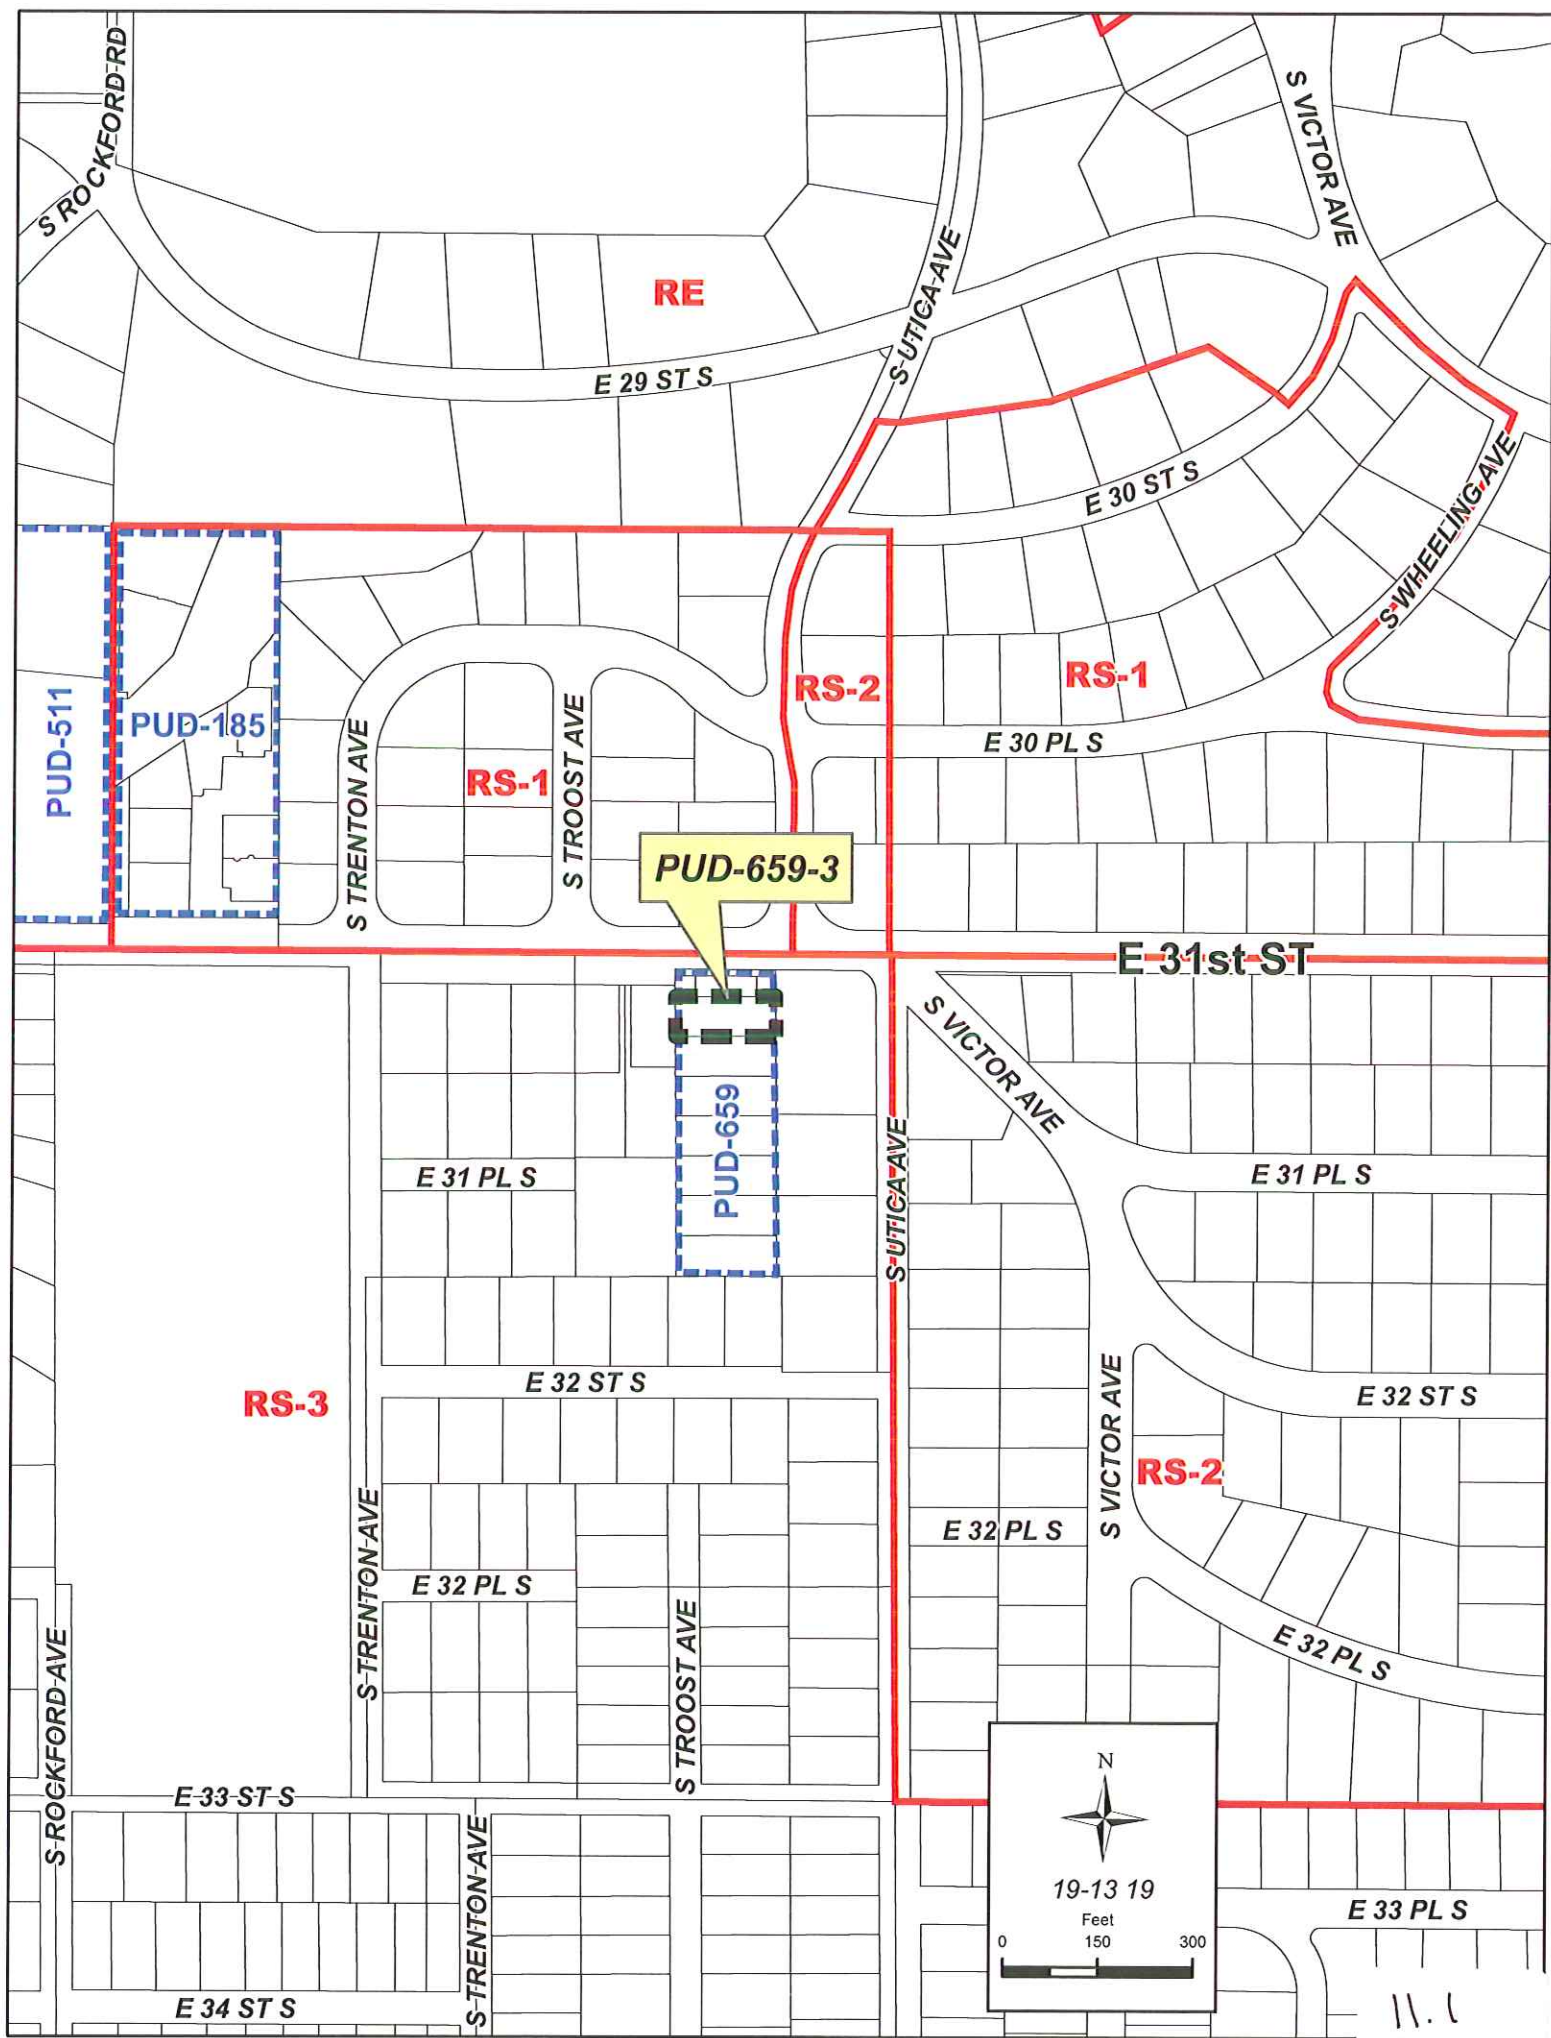 S ROCKFORD RD
S ROCKFORD RD
S VICTOR AVE
S UTICA AVE
RE
E 29 ST S
E 30 ST S
S WHEELING AVE
PUD-511
PUD-185
RS-2
RS-1
E 30 PL S
S TRENTON AVE
RS-1
S TROOST AVE
PUD-659-3
E 31st ST
S VICTOR AVE
PUD-659
S UTICA AVE
E 31 PL S
E 31 PL S
E 32 ST S
E 32 ST S
RS-3
S VICTOR AVE
RS-2
S TRENTON AVE
E 32 PL S
E 32 PL S
S TROOST AVE
E 32 PL S
S ROCKFORD AVE
E 33 ST S
S TRENTON AVE
N
19-13 19
Feet
0 150 300
E 33 PL S
E 34 ST S
11.1